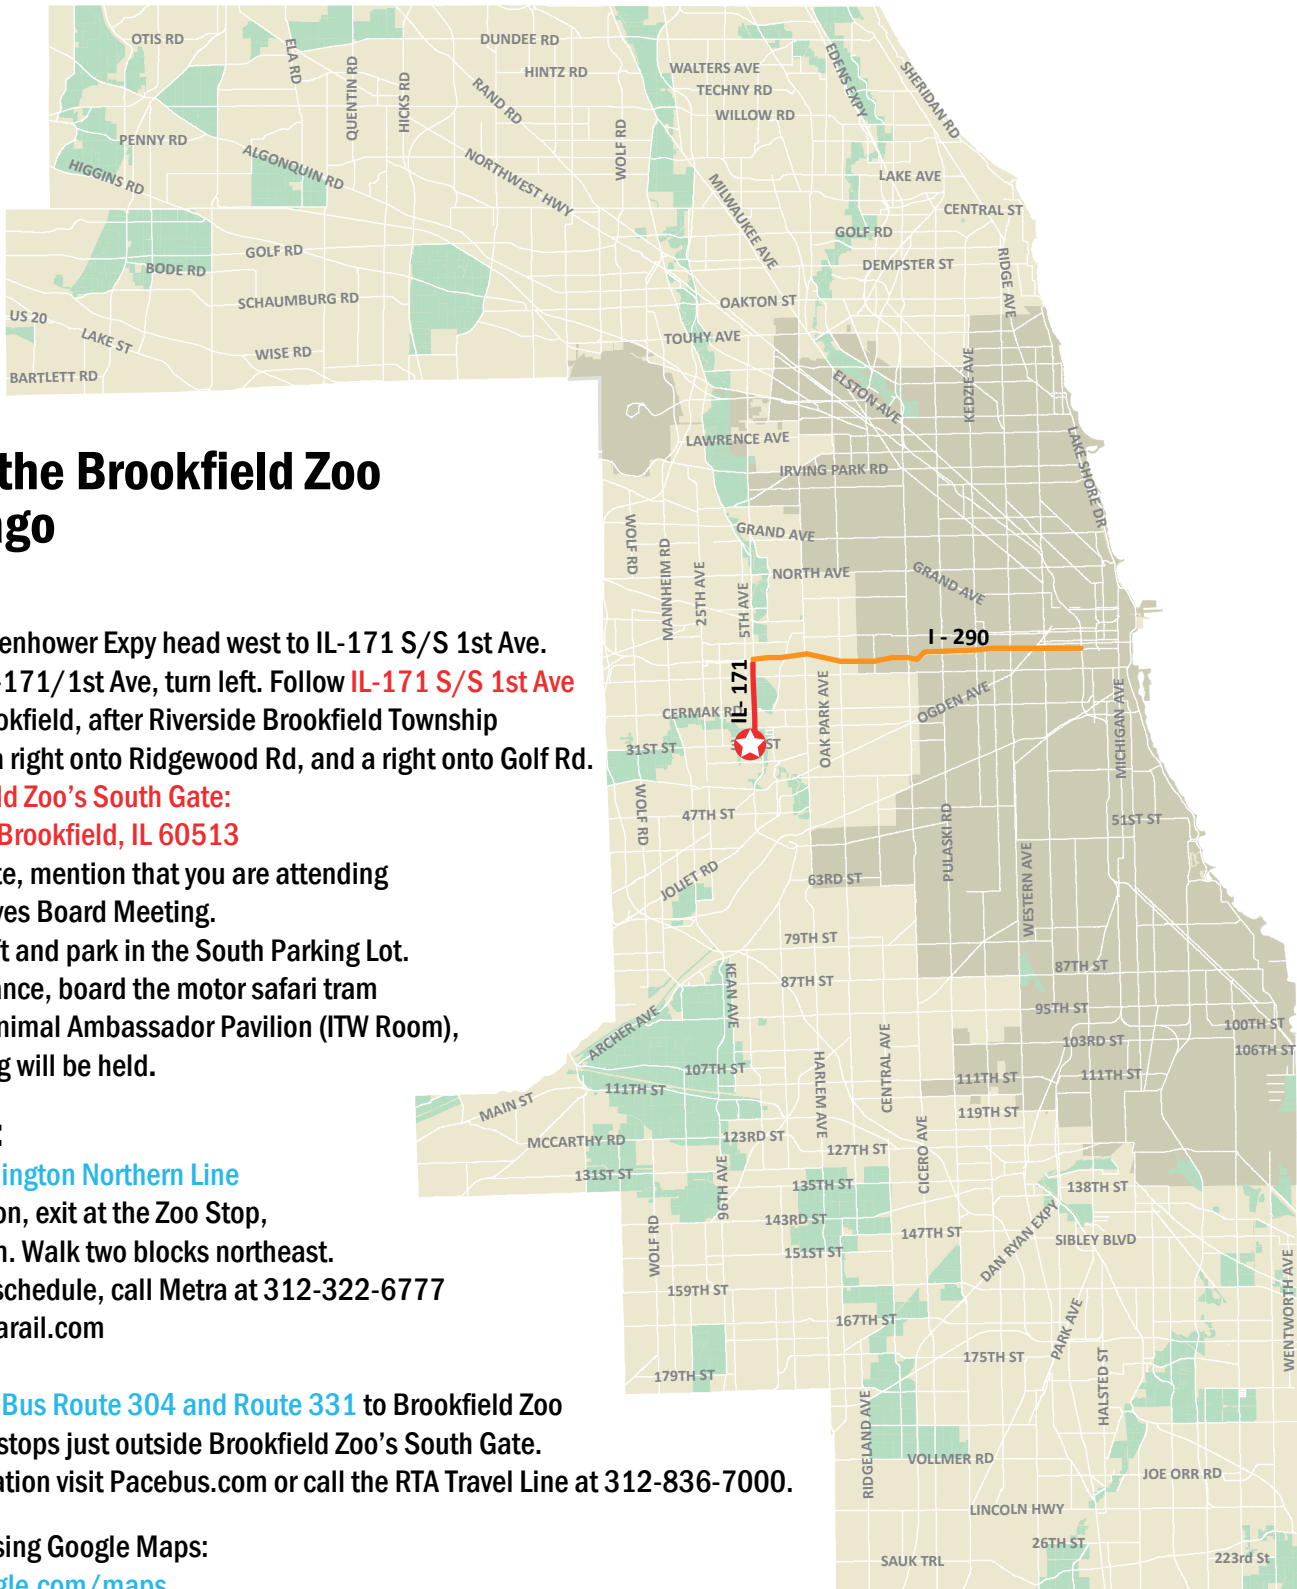 OTIS RD
ELA RD
DUNDEE RD
HINTZ RD
QUENTIN RD
HICKS RD
RAND RD
WALTERS AVE
TECHNY RD
WILLOW RD
EDENS EXPY
SHERIDAN RD
PENNY RD
HIGGINS RD
ALGONQUIN RD
NORTHWEST HWY
WOLF RD
MILWAUKEE AVE
LAKE AVE
CENTRAL ST
GOLF RD
DEMPSTER ST
RIDGE AVE
GOLF RD
BODE RD
SCHAUMBURG RD
OAKTON ST
US 20
LAKE ST
WISE RD
BARTLETT RD
TOUHY AVE
ELSTON AVE
KEDZIE AVE
LAWRENCE AVE
IRVING PARK RD
LAKE SHORE DR
the Brookfield Zoo
ago
WOLF RD
MANNHEIM RD
25TH AVE
5TH AVE
GRAND AVE
NORTH AVE
GRAND AVE
I - 290
IL- 171
CERMAK RD
31ST ST
ST
OAK PARK AVE
OGDEN AVE
MICHIGAN AVE
enhower Expy head west to IL-171 S/S 1st Ave.
-171/1st Ave, turn left. Follow IL-171 S/S 1st Ave
okfield, after Riverside Brookfield Township
a right onto Ridgewood Rd, and a right onto Golf Rd.
ld Zoo’s South Gate:
Brookfield, IL 60513
te, mention that you are attending
ves Board Meeting.
ft and park in the South Parking Lot.
ance, board the motor safari tram
nimal Ambassador Pavilion (ITW Room),
g will be held.
WOLF RD
47TH ST
JOLIET RD
63RD ST
PULASKI RD
WESTERN AVE
51ST ST
79TH ST
87TH ST
KEAN AVE
ARCHER AVE
87TH ST
95TH ST
103RD ST
100TH ST
106TH ST
107TH ST
111TH ST
HARLEM AVE
CENTRAL AVE
111TH ST
111TH ST
119TH ST
MAIN ST
MCCARTHY RD
123RD ST
127TH ST
CICERO AVE
131ST ST
96TH AVE
135TH ST
138TH ST
143RD ST
147TH ST
DAN RYAN EXPY
SIBLEY BLVD
WOLF RD
151ST ST
159TH ST
167TH ST
PARK AVE
WENTWORTH AVE
175TH ST
HALSTED ST
179TH ST
:
ington Northern Line
on, exit at the Zoo Stop,
n. Walk two blocks northeast.
schedule, call Metra at 312-322-6777
arail.com
Bus Route 304 and Route 331 to Brookfield Zoo
stops just outside Brookfield Zoo’s South Gate.
ation visit Pacebus.com or call the RTA Travel Line at 312-836-7000.
RIDGELAND AVE
VOLLMER RD
JOE ORR RD
LINCOLN HWY
26TH ST
SAUK TRL
223rd St
sing Google Maps:
gle.com/maps